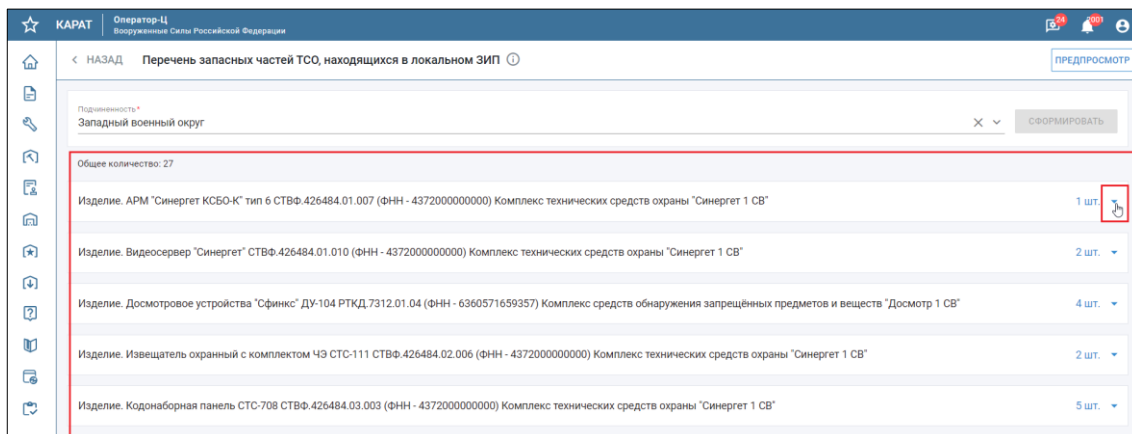 КАРАТ
Оператор-Ц
Вооруженные Силы Российской Федерации
24
2001
НАЗАД
Перечень запасных частей ТСО, находящихся в локальном ЗИП
ПРЕДПРОСМОТР
Подчиненность*
Западный военный округ
СФОРМИРОВАТЬ
Общее количество: 27
Изделие. АРМ "Синергет КСБО-К" тип 6 СТВФ.426484.01.007 (ФНН - 4372000000000) Комплекс технических средств охраны "Синергет 1 СВ" 1 шт.
Изделие. Видеосервер "Синергет" СТВФ.426484.01.010 (ФНН - 4372000000000) Комплекс технических средств охраны "Синергет 1 СВ" 2 шт.
Изделие. Досмотровое устройства "Сфинкс" ДУ-104 РТКД.7312.01.04 (ФНН - 6360571659357) Комплекс средств обнаружения запрещённых предметов и веществ "Досмотр 1 СВ" 4 шт.
Изделие. Извещатель охранный с комплектом ЧЭ СТС-111 СТВФ.426484.02.006 (ФНН - 4372000000000) Комплекс технических средств охраны "Синергет 1 СВ" 2 шт.
Изделие. Кодонаборная панель СТС-708 СТВФ.426484.03.003 (ФНН - 4372000000000) Комплекс технических средств охраны "Синергет 1 СВ" 5 шт.